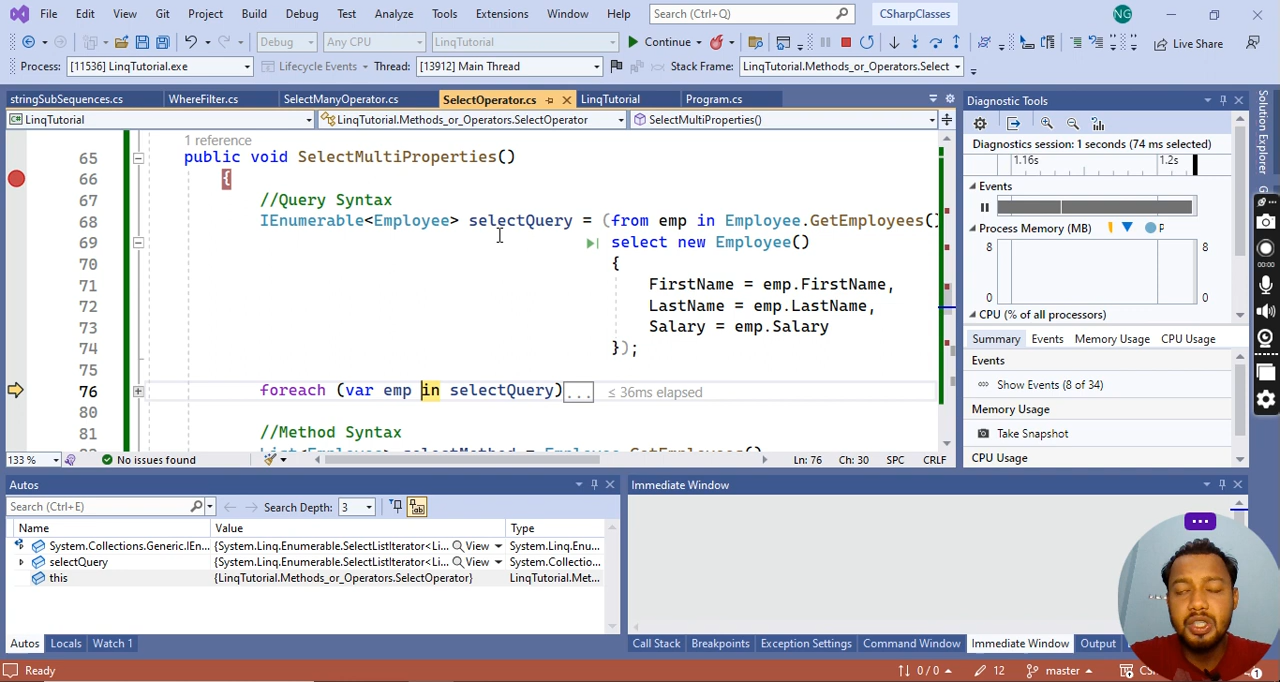 File Edit View Git Project Build Debug Test Analyze Tools Extensions Window Help Search (Ctrl+Q) CSharpClasses NG
Debug Any CPU LinqTutorial Continue Live Share
Process: [11536] LinqTutorial.exe Lifecycle Events Thread: [13912] Main Thread Stack Frame: LinqTutorial.Methods_or_Operators.Select
stringSubSequences.cs WhereFilter.cs SelectManyOperator.cs SelectOperator.cs LinqTutorial Program.cs
LinqTutorial LinqTutorial.Methods_or_Operators.SelectOperator SelectMultiProperties()
1 reference
65 public void SelectMultiProperties()
66 {
67 //Query Syntax
68 IEnumerable<Employee> selectQuery = (from emp in Employee.GetEmployees()
69 select new Employee()
70 {
71 FirstName = emp.FirstName,
72 LastName = emp.LastName,
73 Salary = emp.Salary
74 });
75
76 foreach (var emp in selectQuery)... ≤ 36ms elapsed
80
81 //Method Syntax
List<Employee> selectMethod = Employee.GetEmployees()
133 % No issues found Ln: 76 Ch: 30 SPC CRLF
Diagnostic Tools
Diagnostics session: 1 seconds (74 ms selected)
1.16s 1.2s
Events
Process Memory (MB) P
8 8
0 0
CPU (% of all processors)
Summary Events Memory Usage CPU Usage
Events
Show Events (8 of 34)
Memory Usage
Take Snapshot
CPU Usage
Solution Explorer
00:00
Autos
Search (Ctrl+E) Search Depth: 3
Name Value Type
System.Collections.Generic.IEn... {System.Linq.Enumerable.SelectListIterator<Li... View System.Linq.Enu...
selectQuery {System.Linq.Enumerable.SelectListIterator<Li... View System.Collectio...
this {LinqTutorial.Methods_or_Operators.SelectOperator} LinqTutorial.Met...
Autos Locals Watch 1
Immediate Window
Call Stack Breakpoints Exception Settings Command Window Immediate Window Output
Ready 0 / 0 12 master 1